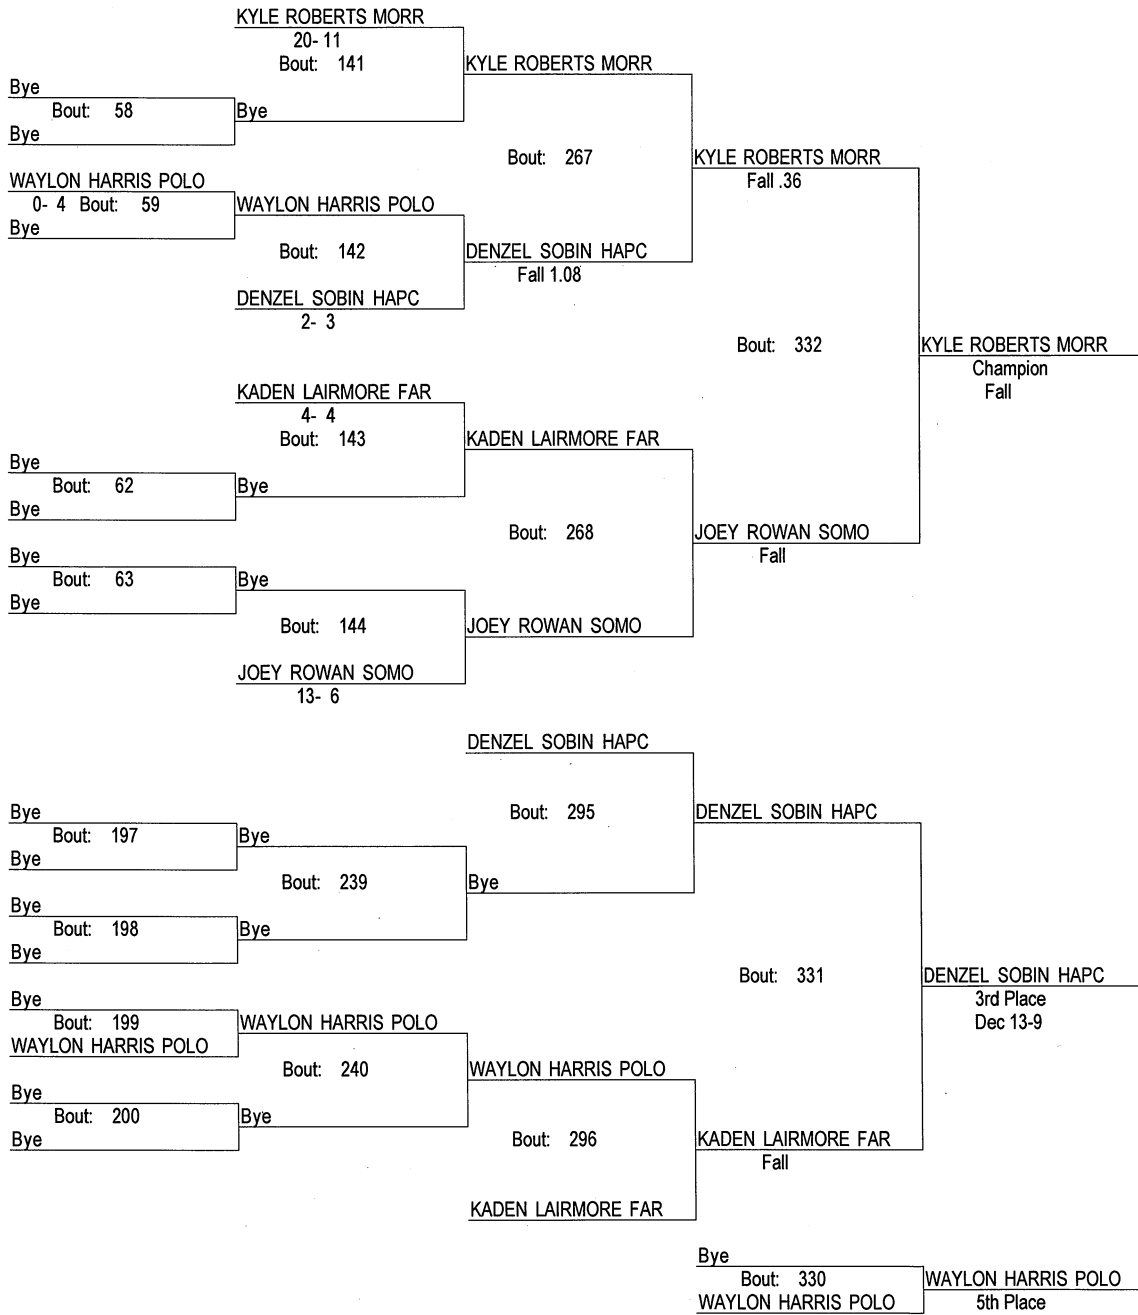 KYLE ROBERTS MORR
20- 11
Bout: 141
KYLE ROBERTS MORR
Bye
Bout: 58
Bye
Bye
Bout: 267
KYLE ROBERTS MORR
Fall .36
WAYLON HARRIS POLO
0- 4 Bout: 59
WAYLON HARRIS POLO
Bye
Bout: 142
DENZEL SOBIN HAPC
Fall 1.08
DENZEL SOBIN HAPC
2- 3
Bout: 332
KYLE ROBERTS MORR
Champion
Fall
KADEN LAIRMORE FAR
4- 4
Bout: 143
KADEN LAIRMORE FAR
Bye
Bout: 62
Bye
Bye
Bout: 268
JOEY ROWAN SOMO
Fall
Bye
Bout: 63
Bye
Bye
Bout: 144
JOEY ROWAN SOMO
JOEY ROWAN SOMO
13- 6
DENZEL SOBIN HAPC
Bout: 295
DENZEL SOBIN HAPC
Bye
Bout: 197
Bye
Bye
Bout: 239
Bye
Bye
Bout: 198
Bye
Bye
Bout: 331
DENZEL SOBIN HAPC
3rd Place
Dec 13-9
Bye
Bout: 199
WAYLON HARRIS POLO
WAYLON HARRIS POLO
Bout: 240
WAYLON HARRIS POLO
Bye
Bout: 200
Bye
Bye
Bout: 296
KADEN LAIRMORE FAR
Fall
KADEN LAIRMORE FAR
Bye
Bout: 330
WAYLON HARRIS POLO
WAYLON HARRIS POLO
5th Place